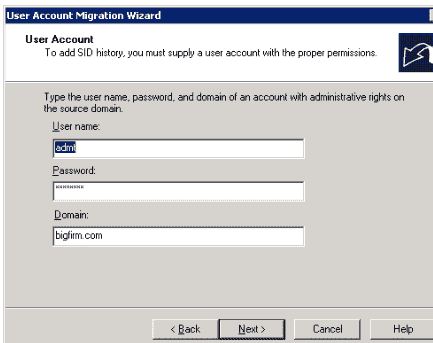 User Account Migration Wizard
User Account
To add SID history, you must supply a user account with the proper permissions.
Type the user name, password, and domain of an account with administrative rights on
the source domain.
User name:
admt
Password:
********
Domain:
bigfirm.com
< Back
Next >
Cancel
Help